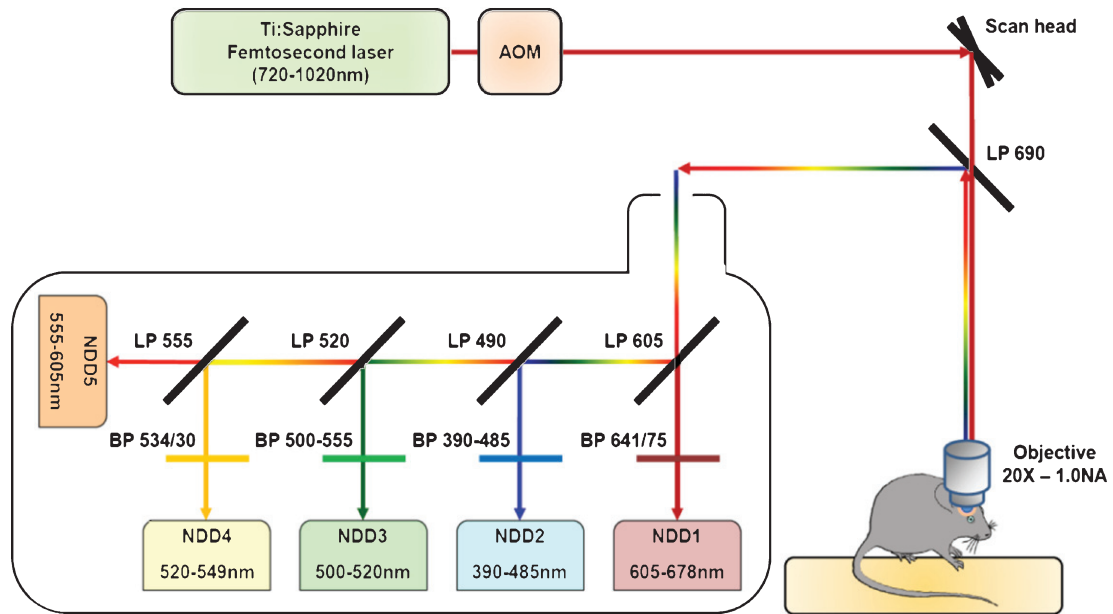 Ti:Sapphire
Femtosecond laser
(720-1020nm)
AOM
Scan head
LP 690
LP 555
LP 520
LP 490
LP 605
NDD5
555-605nm
BP 534/30
BP 500-555
BP 390-485
BP 641/75
Objective
20X – 1.0NA
NDD4
520-549nm
NDD3
500-520nm
NDD2
390-485nm
NDD1
605-678nm